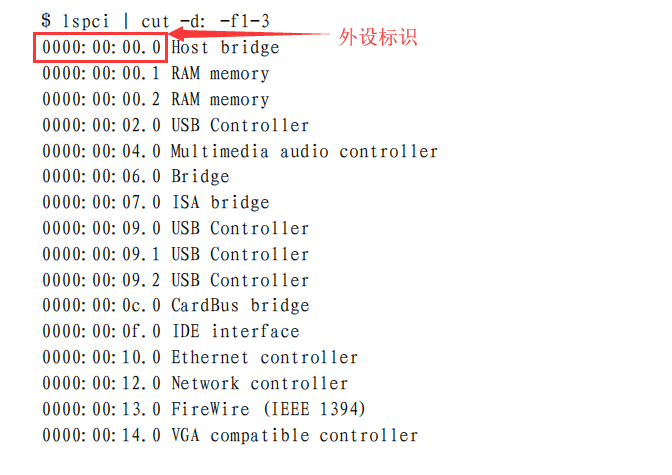 $ lspci | cut -d: -f1-3
0000:00:00.0 Host bridge
外设标识
0000:00:00.1 RAM memory
0000:00:00.2 RAM memory
0000:00:02.0 USB Controller
0000:00:04.0 Multimedia audio controller
0000:00:06.0 Bridge
0000:00:07.0 ISA bridge
0000:00:09.0 USB Controller
0000:00:09.1 USB Controller
0000:00:09.2 USB Controller
0000:00:0c.0 CardBus bridge
0000:00:0f.0 IDE interface
0000:00:10.0 Ethernet controller
0000:00:12.0 Network controller
0000:00:13.0 FireWire (IEEE 1394)
0000:00:14.0 VGA compatible controller